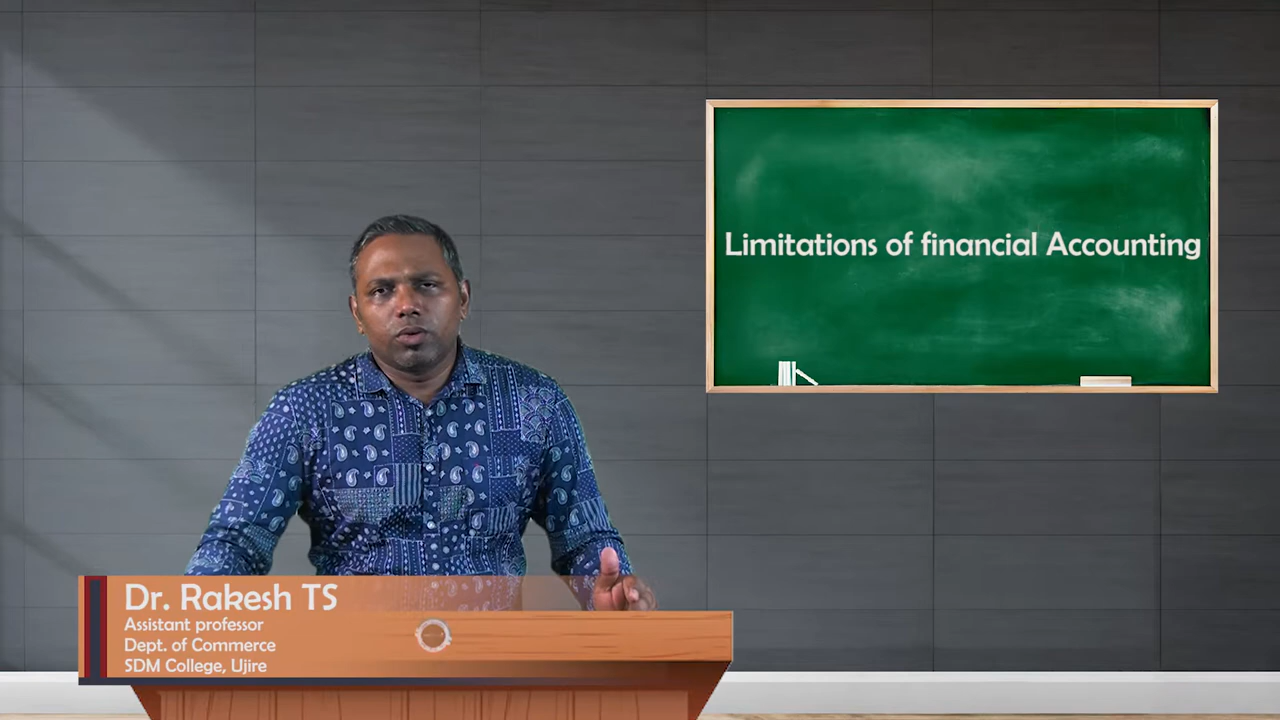 Limitations of financial Accounting
Dr. Rakesh TS
Assistant professor
Dept. of Commerce
SDM College, Ujire